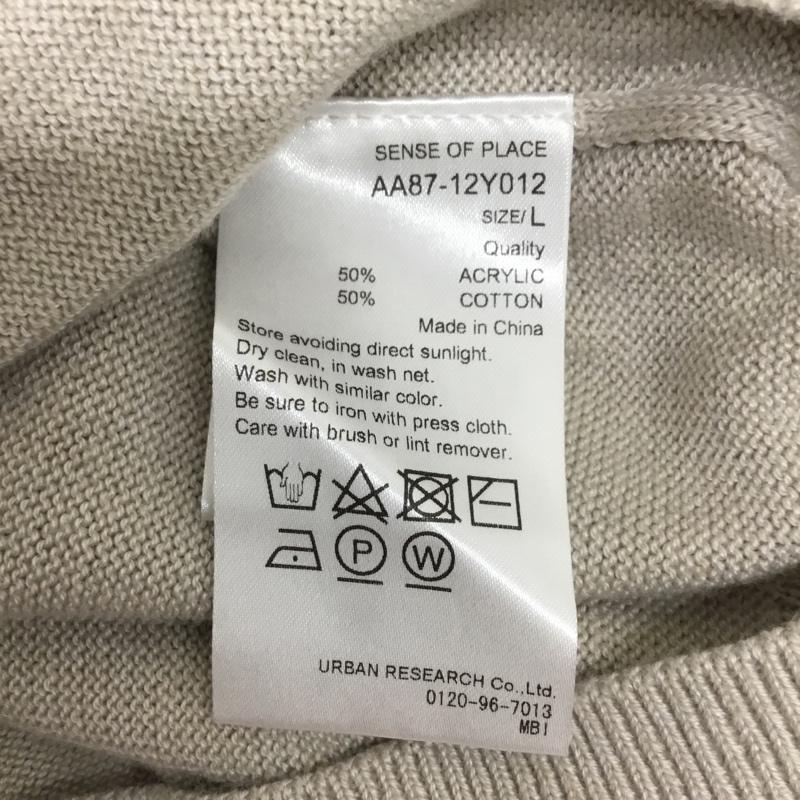 SENSE OF PLACE
AA87-12Y012
SIZE/L
Quality
50% ACRYLIC
50% COTTON
Made in China
Store avoiding direct sunlight.
Dry clean, in wash net.
Wash with similar color.
Be sure to iron with press cloth.
Care with brush or lint remover.
P W
URBAN RESEARCH Co.,Ltd.
0120-96-7013
MBI